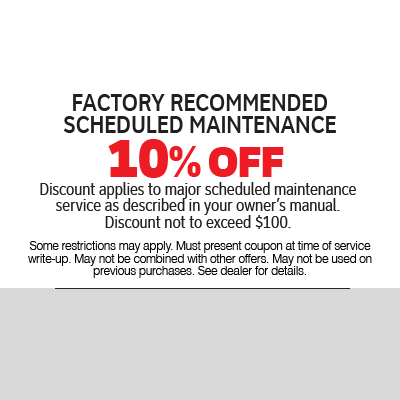 FACTORY RECOMMENDED
SCHEDULED MAINTENANCE
10% OFF
Discount applies to major scheduled maintenance
service as described in your owner's manual.
Discount not to exceed $100.
Some restrictions may apply. Must present coupon at time of service
write-up. May not be combined with other offers. May not be used on
previous purchases. See dealer for details.